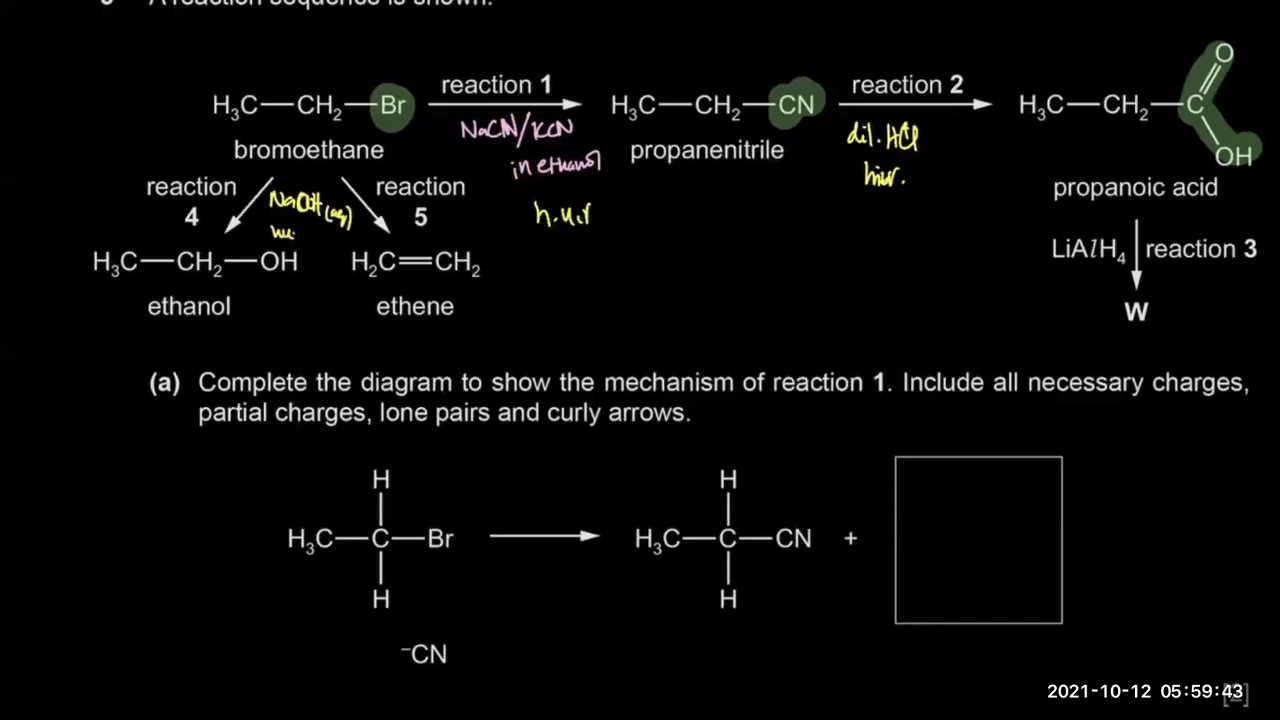 A reaction sequence is shown.
H₃C—CH₂—Br
reaction 1
NaCN/KCN
in ethanol
h.u.r
H₃C—CH₂—CN
reaction 2
dil. HCl
hur.
H₃C—CH₂—C
O
OH
bromoethane
propanenitrile
propanoic acid
reaction 4
NaOH(aq)
reaction 5
LiAlH₄ reaction 3
H₃C—CH₂—OH
H₂C=CH₂
ethanol
ethene
W
(a) Complete the diagram to show the mechanism of reaction 1. Include all necessary charges,
partial charges, lone pairs and curly arrows.
H
H
H₃C—C—Br
H₃C—C—CN +
H
H
⁻CN
2021-10-12 05:59:43
[2]